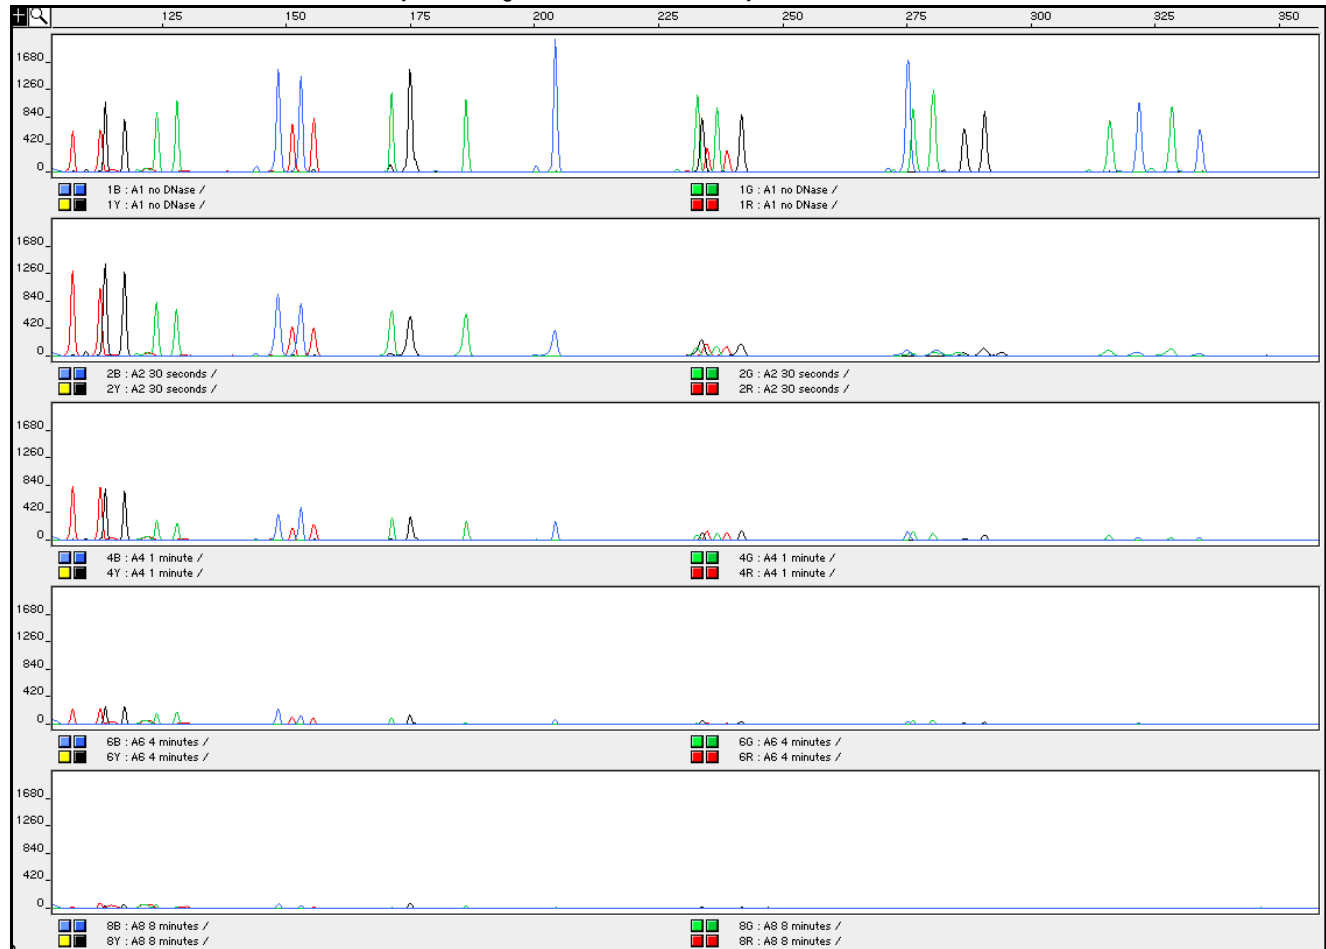 125 150 175 200 225 250 275 300 325 350
1680
1260
840
420
0
1B : A1 no DNase / 1G : A1 no DNase /
1Y : A1 no DNase / 1R : A1 no DNase /
1680
1260
840
420
0
2B : A2 30 seconds / 2G : A2 30 seconds /
2Y : A2 30 seconds / 2R : A2 30 seconds /
1680
1260
840
420
0
4B : A4 1 minute / 4G : A4 1 minute /
4Y : A4 1 minute / 4R : A4 1 minute /
1680
1260
840
420
0
6B : A6 4 minutes / 6G : A6 4 minutes /
6Y : A6 4 minutes / 6R : A6 4 minutes /
1680
1260
840
420
0
8B : A8 8 minutes / 8G : A8 8 minutes /
8Y : A8 8 minutes / 8R : A8 8 minutes /